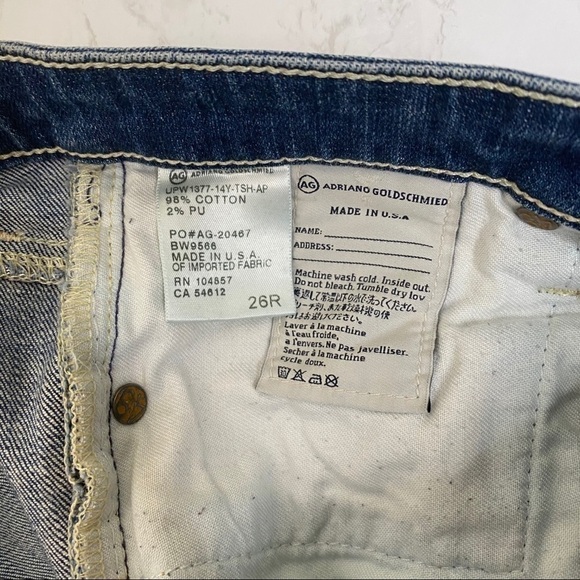 AG ADRIANO GOLDSCHMIED
UPW1377-14Y-TSH-AP
98% COTTON
2% PU
PO#AG-20467
BW9566
MADE IN U.S.A
OF IMPORTED FABRIC
RN 104857
CA 54612
26R
AG ADRIANO GOLDSCHMIED
MADE IN U.S.A
NAME:
ADDRESS:
Machine wash cold. Inside out.
Do not bleach. Tumble dry low
Laver à la machine
à l'eau froide,
a l'envers. Ne pas javelliser.
Secher à la machine
cycle doux.